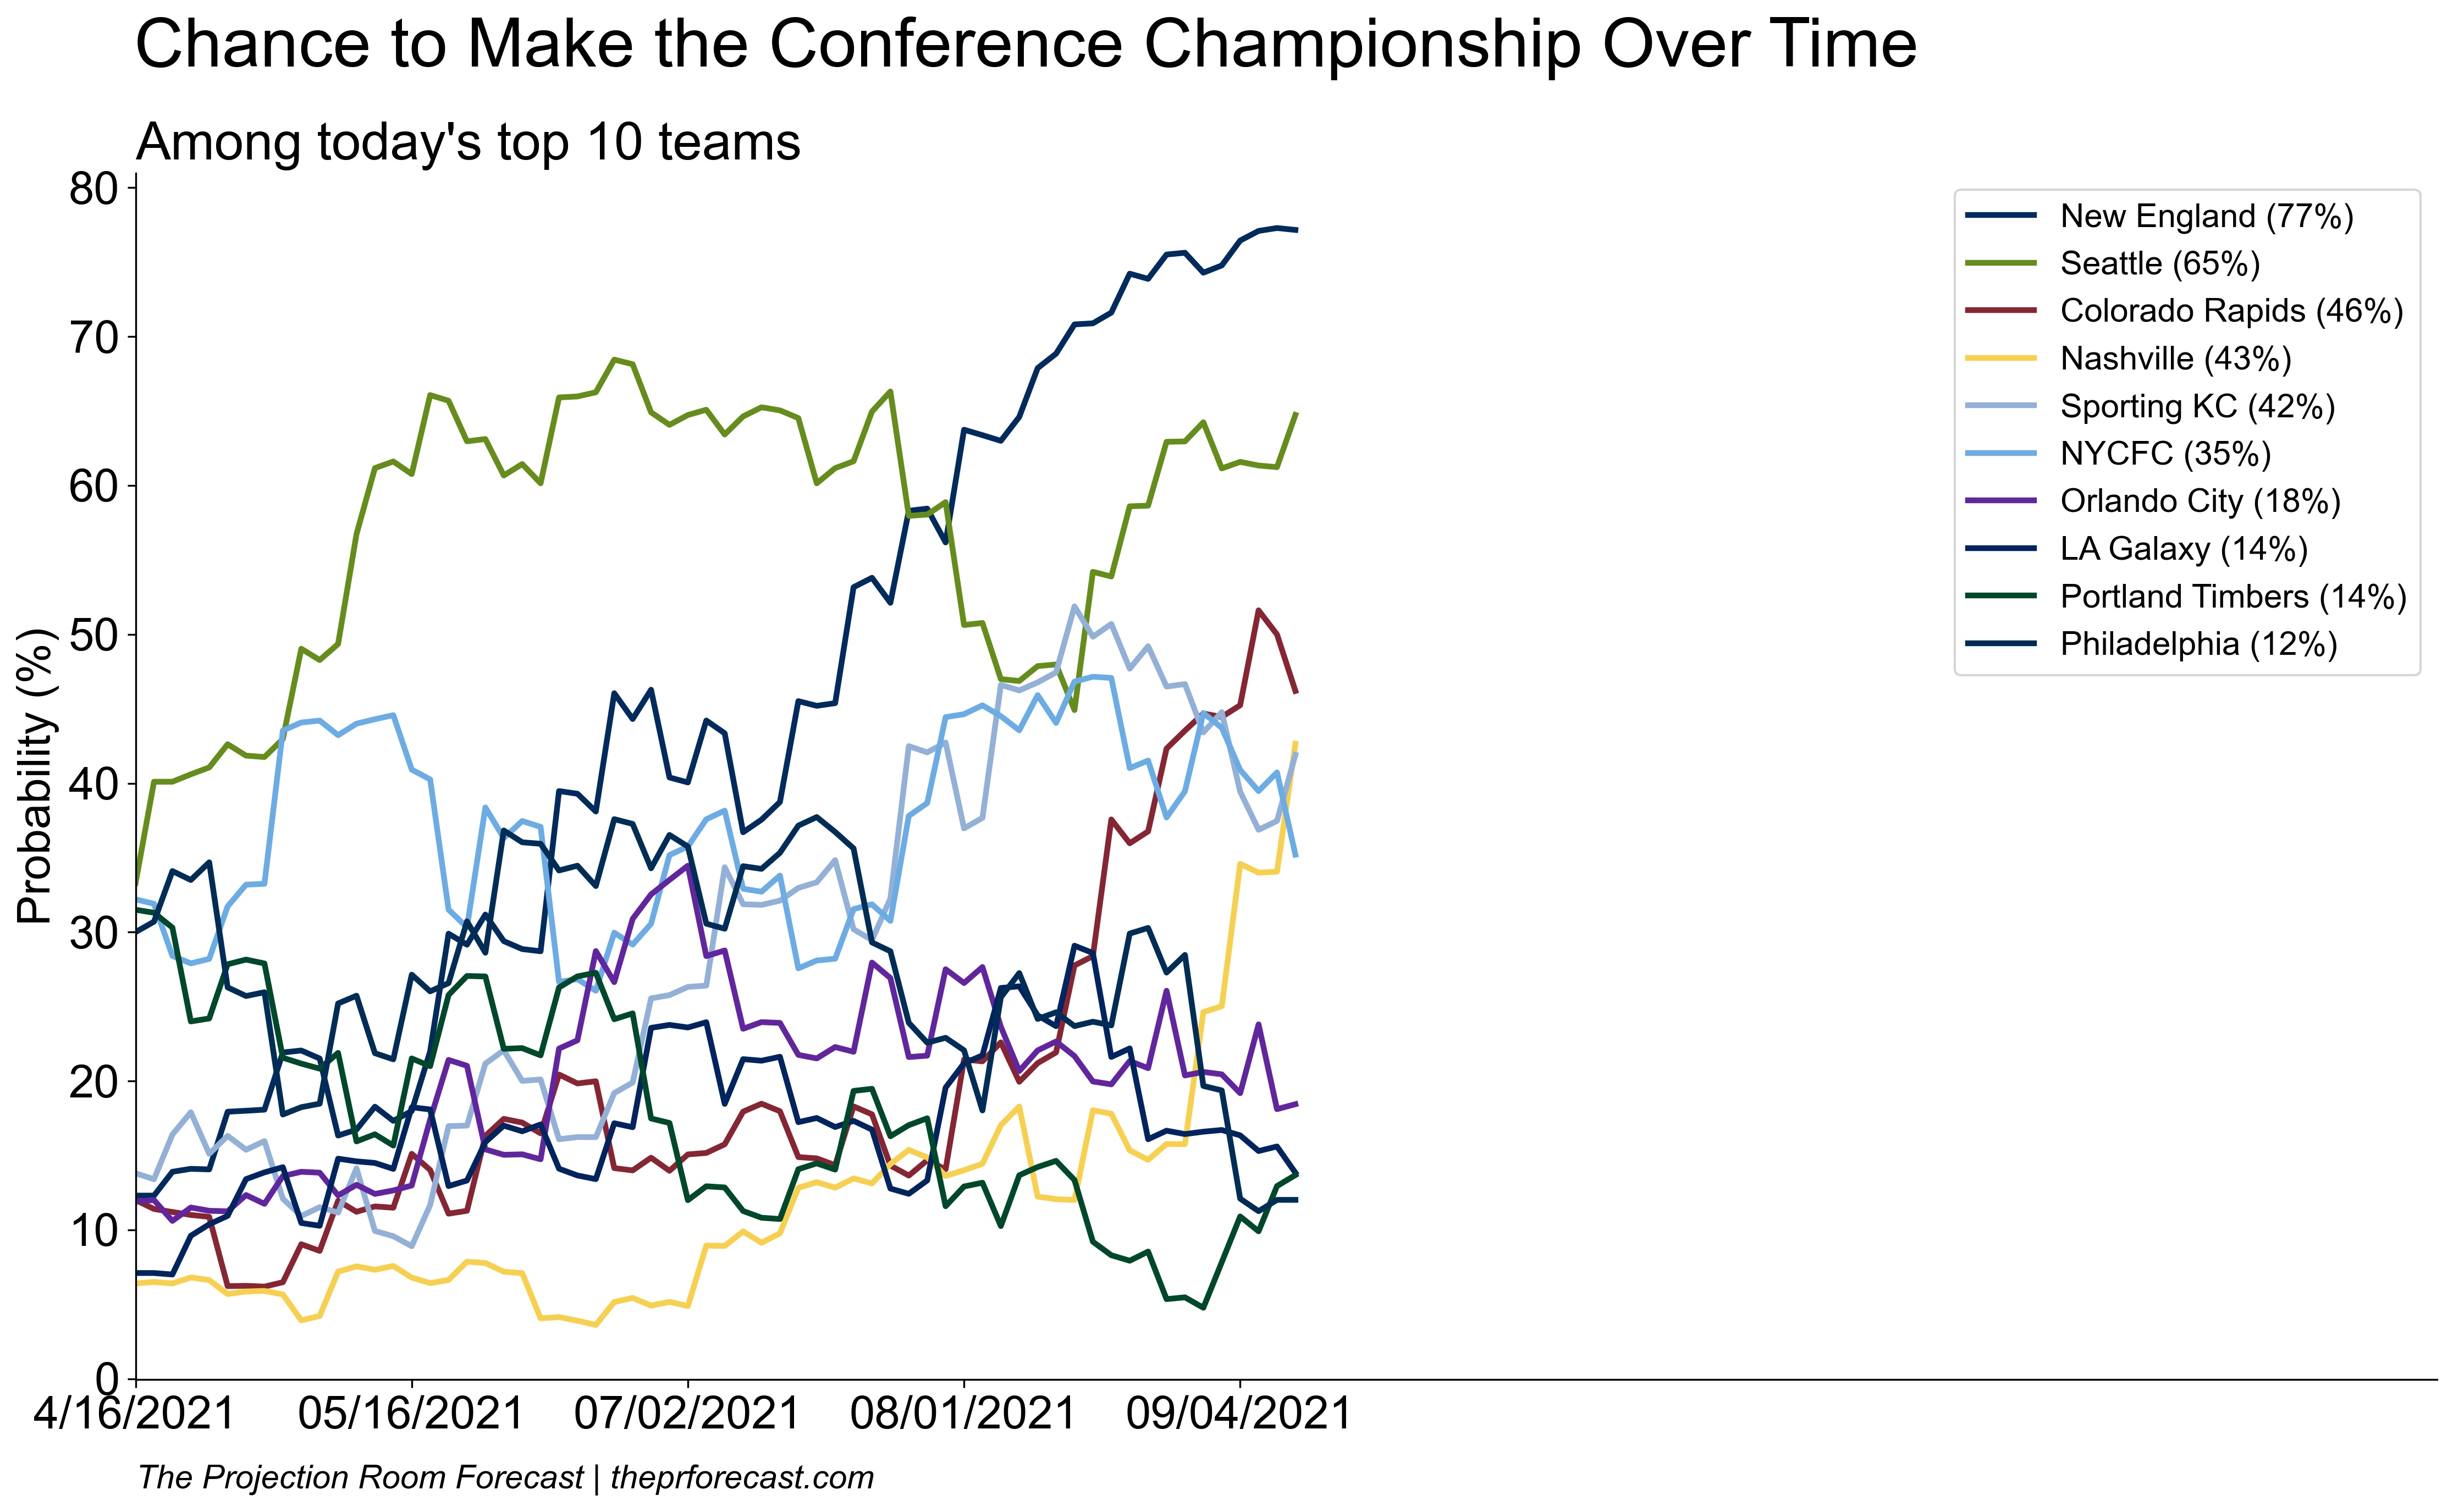 Chance to Make the Conference Championship Over Time
Among today's top 10 teams
80
70
60
50
40
30
20
10
0
Probability (%)
New England (77%)
Seattle (65%)
Colorado Rapids (46%)
Nashville (43%)
Sporting KC (42%)
NYCFC (35%)
Orlando City (18%)
LA Galaxy (14%)
Portland Timbers (14%)
Philadelphia (12%)
4/16/2021 05/16/2021 07/02/2021 08/01/2021 09/04/2021
The Projection Room Forecast | theprforecast.com